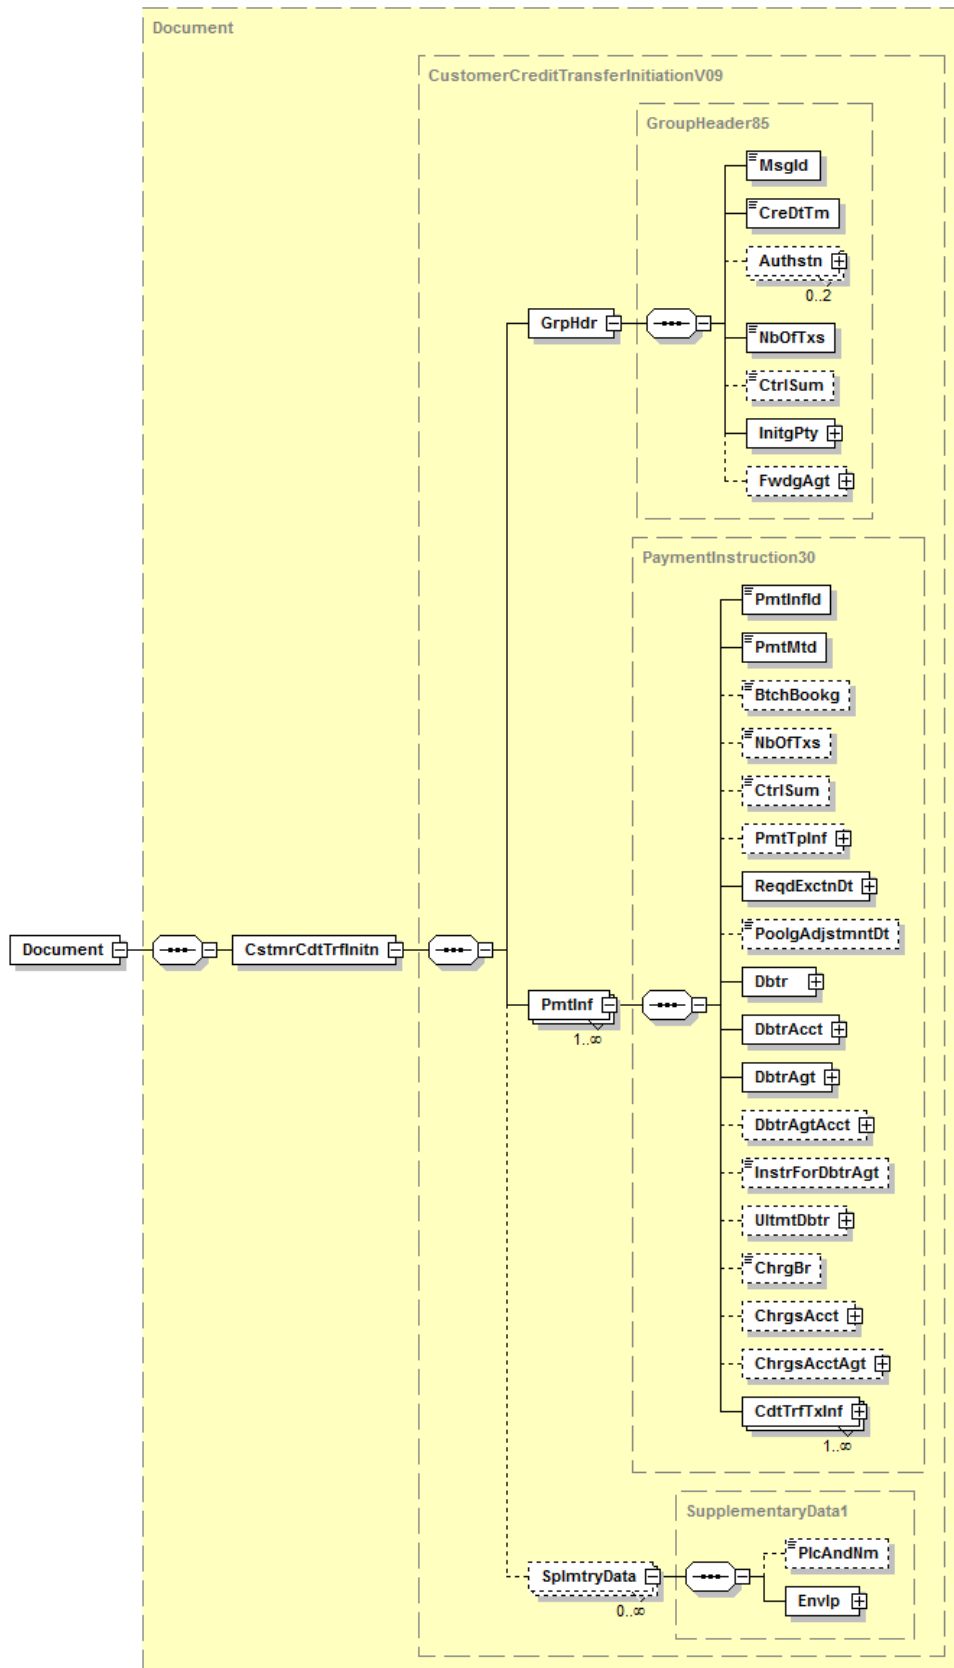 Document
CustomerCreditTransferInitiationV09
GroupHeader85
MsgId
CreDtTm
Authstn
0..2
GrpHdr
NbOfTxs
CtrlSum
InitgPty
FwdgAgt
PaymentInstruction30
PmtInfId
PmtMtd
BtchBookg
NbOfTxs
CtrlSum
PmtTpInf
ReqdExctnDt
PoolgAdjstmntDt
Document
CstmrCdtTrfInitn
Dbtr
PmtInf
1..∞
DbtrAcct
DbtrAgt
DbtrAgtAcct
InstrForDbtrAgt
UltmtDbtr
ChrgBr
ChrgsAcct
ChrgsAcctAgt
CdtTrfTxInf
1..∞
SupplementaryData1
PlcAndNm
SplmtryData
0..∞
Envlp